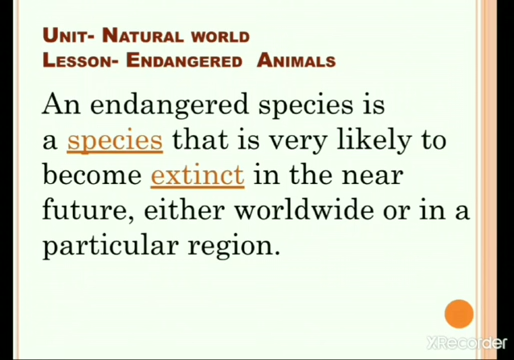 Unit- Natural world
Lesson- Endangered Animals
An endangered species is
a species that is very likely to
become extinct in the near
future, either worldwide or in a
particular region.
XRecorder